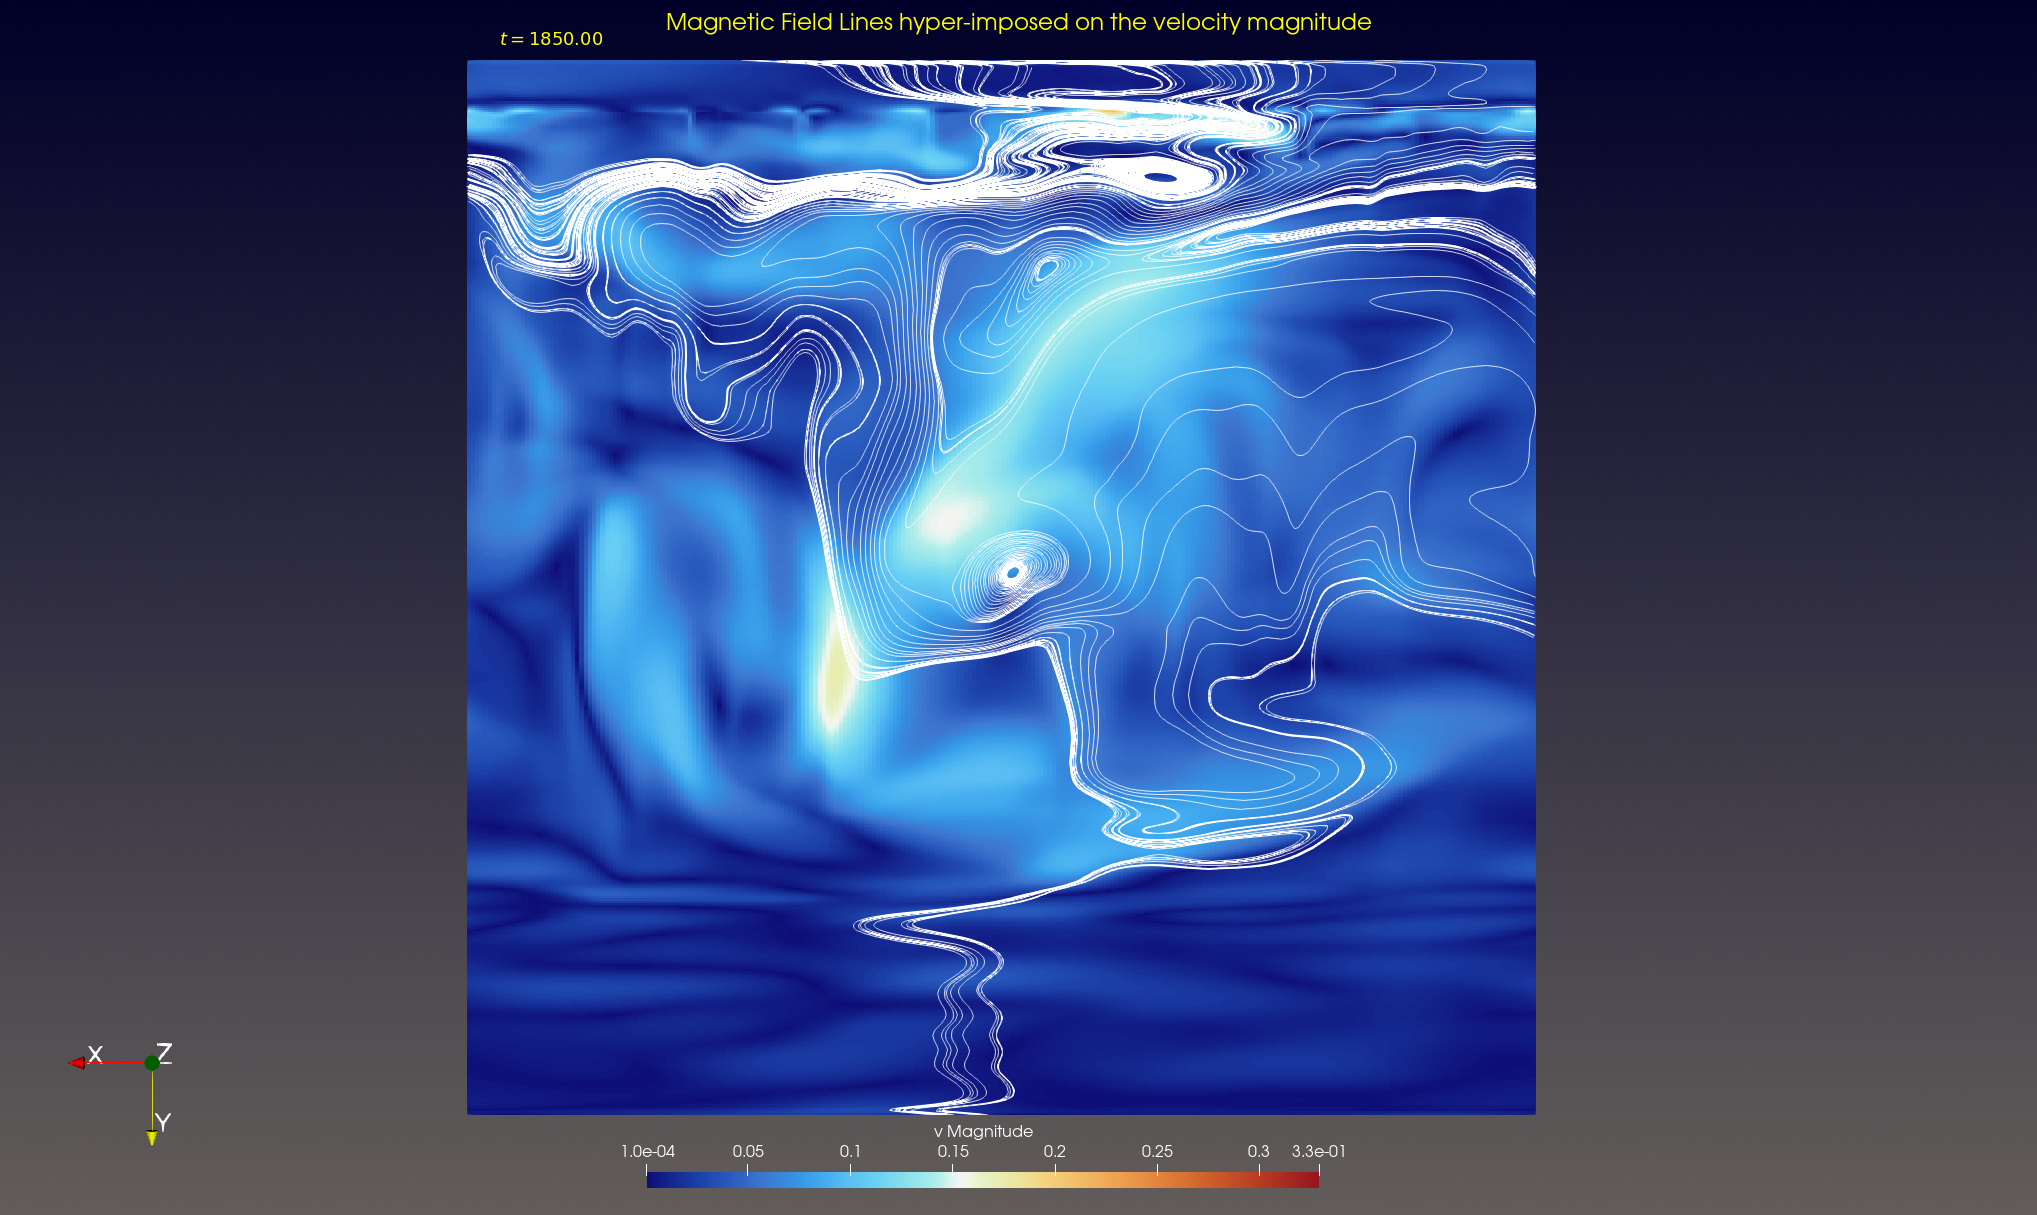 Magnetic Field Lines hyper-imposed on the velocity magnitude
t = 1850.00
X
Z
Y
v Magnitude
1.0e-04 0.05 0.1 0.15 0.2 0.25 0.3 3.3e-01